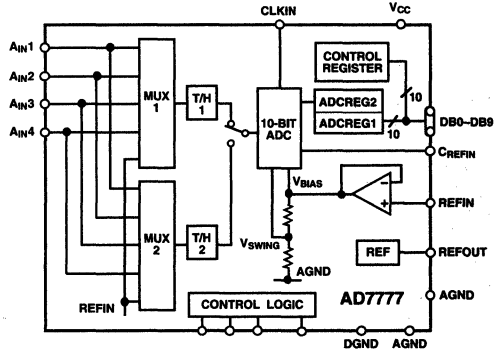 CLKIN
VCC
AIN1
AIN2
AIN3
AIN4
MUX
1
T/H
1
10-BIT
ADC
CONTROL
REGISTER
10
ADCREG2
ADCREG1
10
DB0~DB9
CREFIN
VBIAS
REFIN
MUX
2
T/H
2
VSWING
REF
REFOUT
AGND
REFIN
CONTROL LOGIC
AD7777
AGND
DGND
AGND